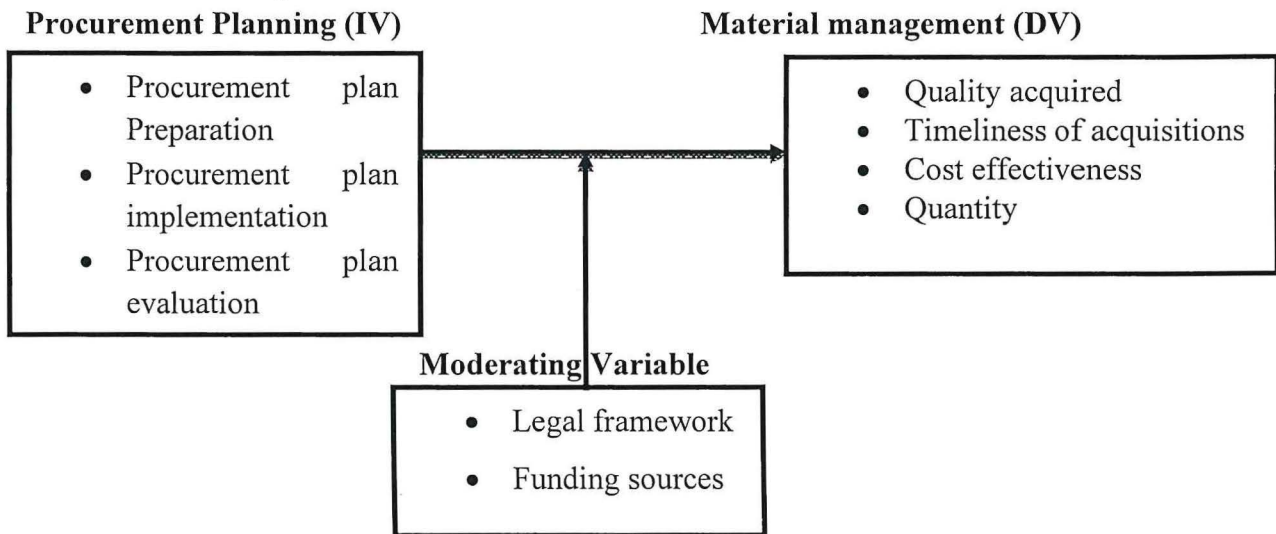 Procurement Planning (IV)
Material management (DV)
• Procurement plan
Preparation
• Procurement plan
implementation
• Procurement plan
evaluation
• Quality acquired
• Timeliness of acquisitions
• Cost effectiveness
• Quantity
Moderating Variable
• Legal framework
• Funding sources